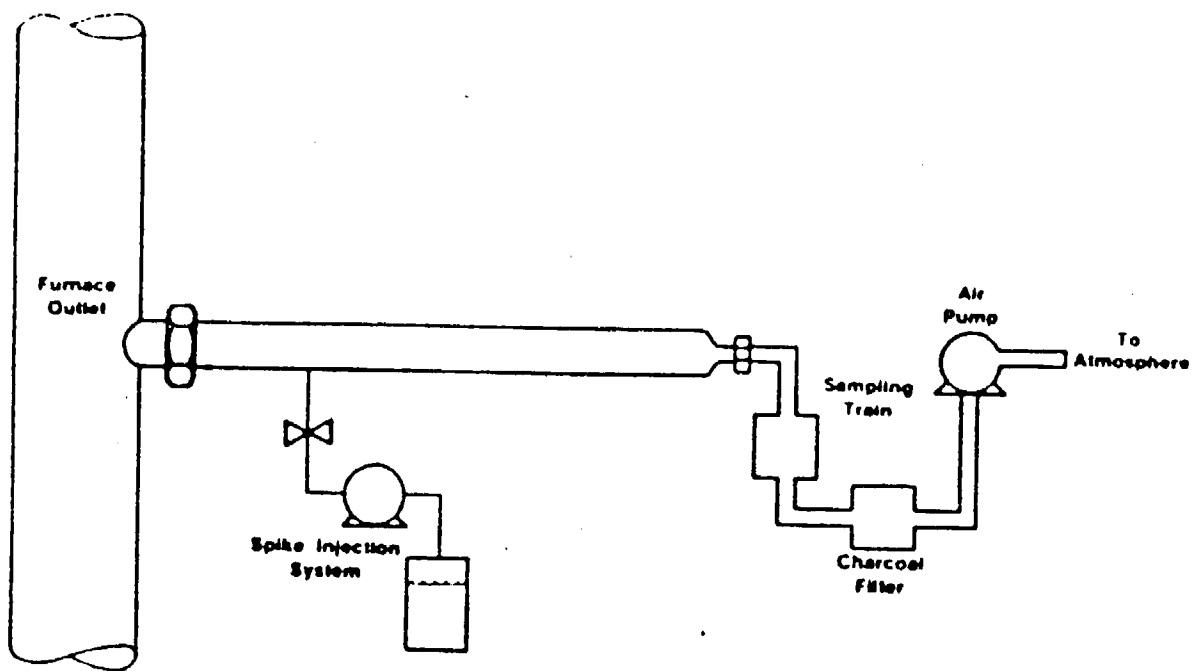 Furnace
Outlet
Air
Pump
To
Atmosphere
Sampling
Train
Spike Injection
System
Charcoal
Filter